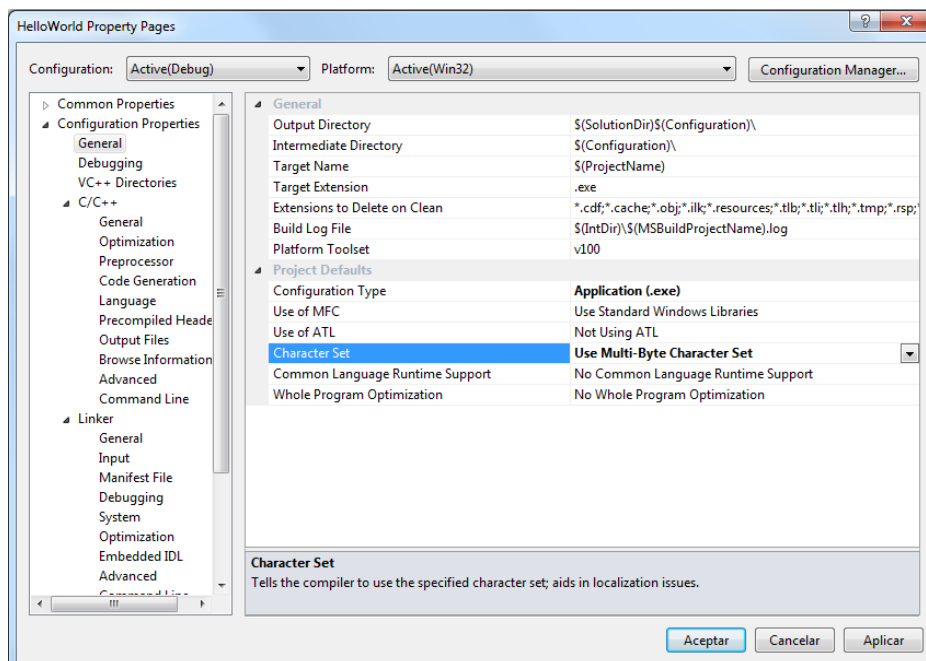 HelloWorld Property Pages
Configuration: Active(Debug) Platform: Active(Win32) Configuration Manager...
Common Properties
Configuration Properties
General
Debugging
VC++ Directories
C/C++
General
Optimization
Preprocessor
Code Generation
Language
Precompiled Heade
Output Files
Browse Information
Advanced
Command Line
Linker
General
Input
Manifest File
Debugging
System
Optimization
Embedded IDL
Advanced
Command Line
General
Output Directory $(SolutionDir)$(Configuration)\
Intermediate Directory $(Configuration)\
Target Name $(ProjectName)
Target Extension .exe
Extensions to Delete on Clean *.cdf;*.cache;*.obj;*.ilk;*.resources;*.tlb;*.tli;*.tlh;*.tmp;*.rsp;*
Build Log File $(IntDir)\$(MSBuildProjectName).log
Platform Toolset v100
Project Defaults
Configuration Type Application (.exe)
Use of MFC Use Standard Windows Libraries
Use of ATL Not Using ATL
Character Set Use Multi-Byte Character Set
Common Language Runtime Support No Common Language Runtime Support
Whole Program Optimization No Whole Program Optimization
Character Set
Tells the compiler to use the specified character set; aids in localization issues.
Aceptar Cancelar Aplicar